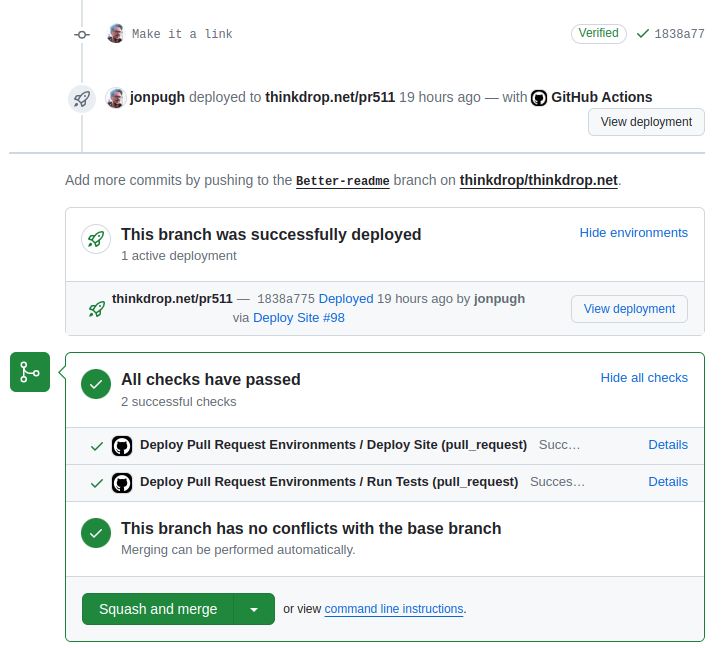 Make it a link Verified 1838a77
jonpugh deployed to thinkdrop.net/pr511 19 hours ago — with GitHub Actions
View deployment
Add more commits by pushing to the Better-readme branch on thinkdrop/thinkdrop.net.
This branch was successfully deployed Hide environments
1 active deployment
thinkdrop.net/pr511 — 1838a775 Deployed 19 hours ago by jonpugh
via Deploy Site #98 View deployment
All checks have passed Hide all checks
2 successful checks
Deploy Pull Request Environments / Deploy Site (pull_request) Succ… Details
Deploy Pull Request Environments / Run Tests (pull_request) Succes… Details
This branch has no conflicts with the base branch
Merging can be performed automatically.
Squash and merge or view command line instructions.